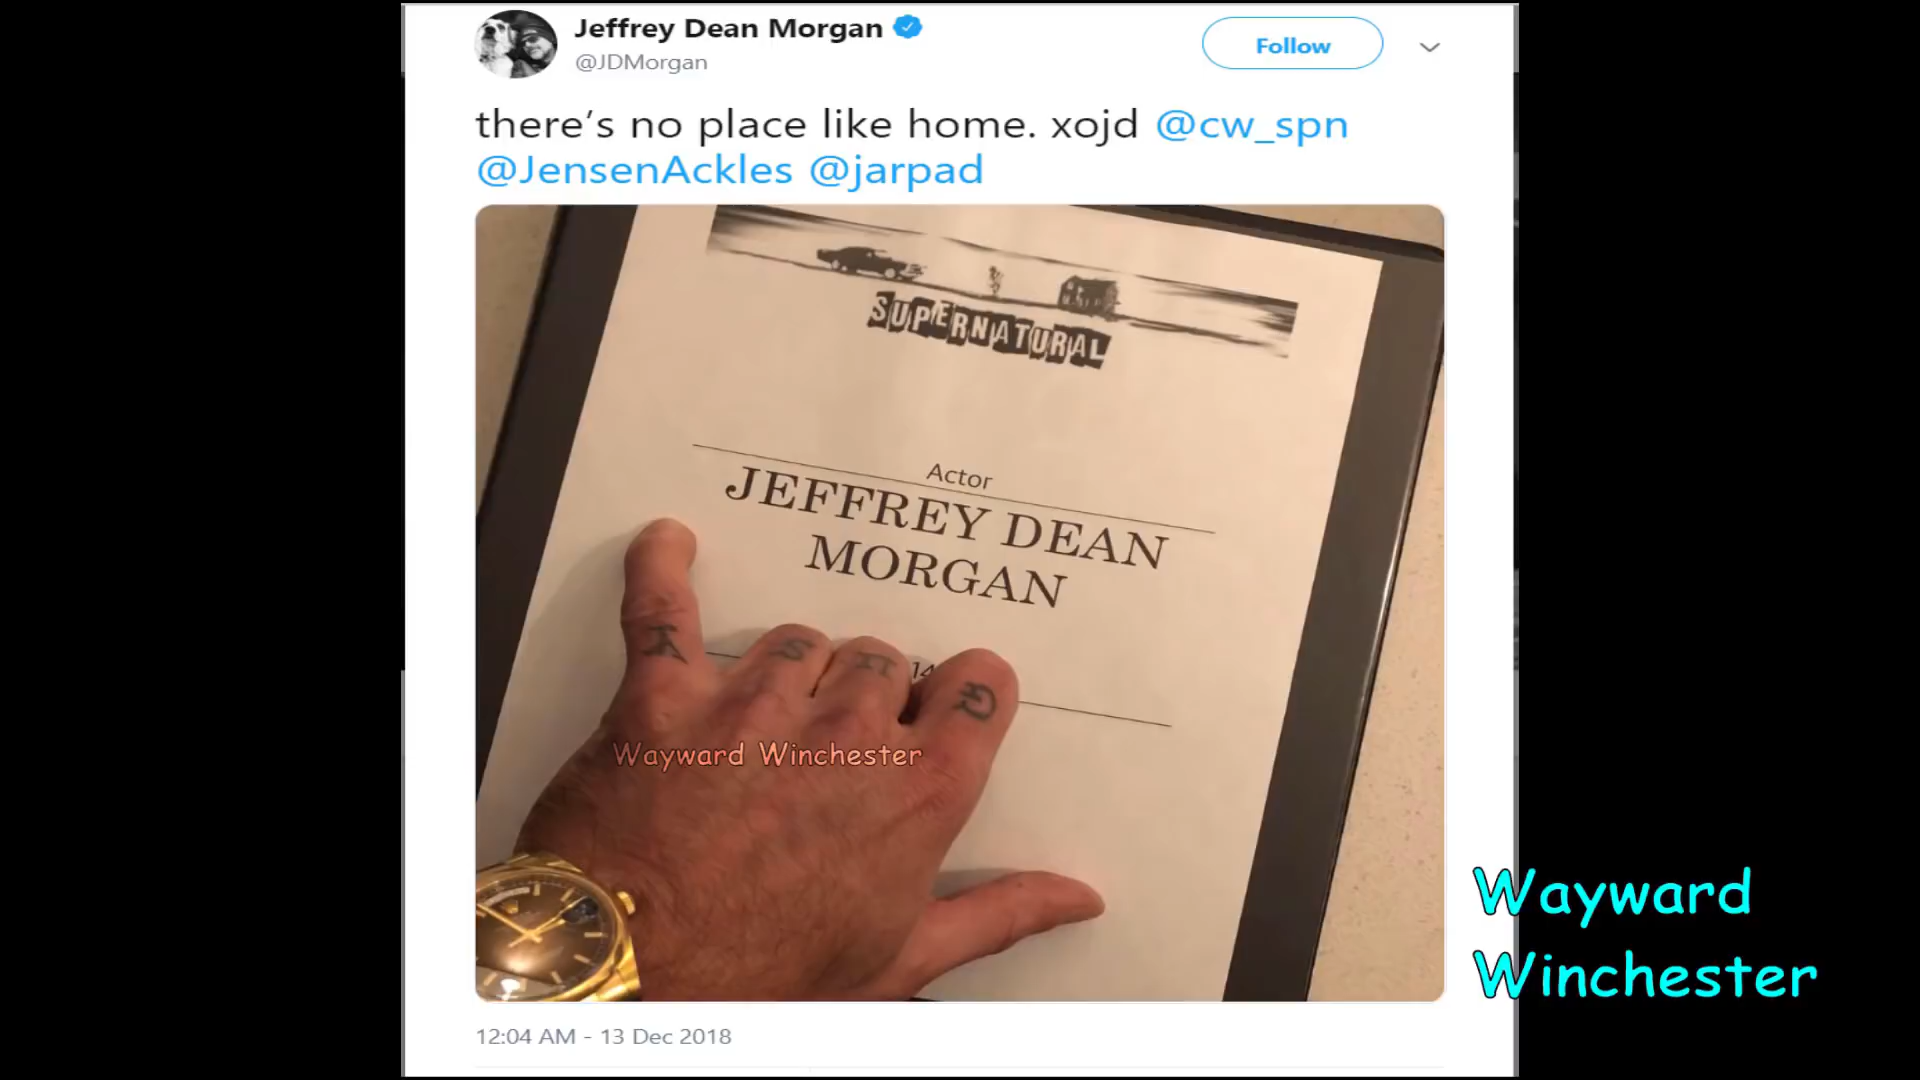 Jeffrey Dean Morgan
@JDMorgan
Follow
there's no place like home. xojd @cw_spn
@JensenAckles @jarpad
SUPERNATURAL
Actor
JEFFREY DEAN
MORGAN
14
Wayward Winchester
Wayward
Winchester
12:04 AM - 13 Dec 2018